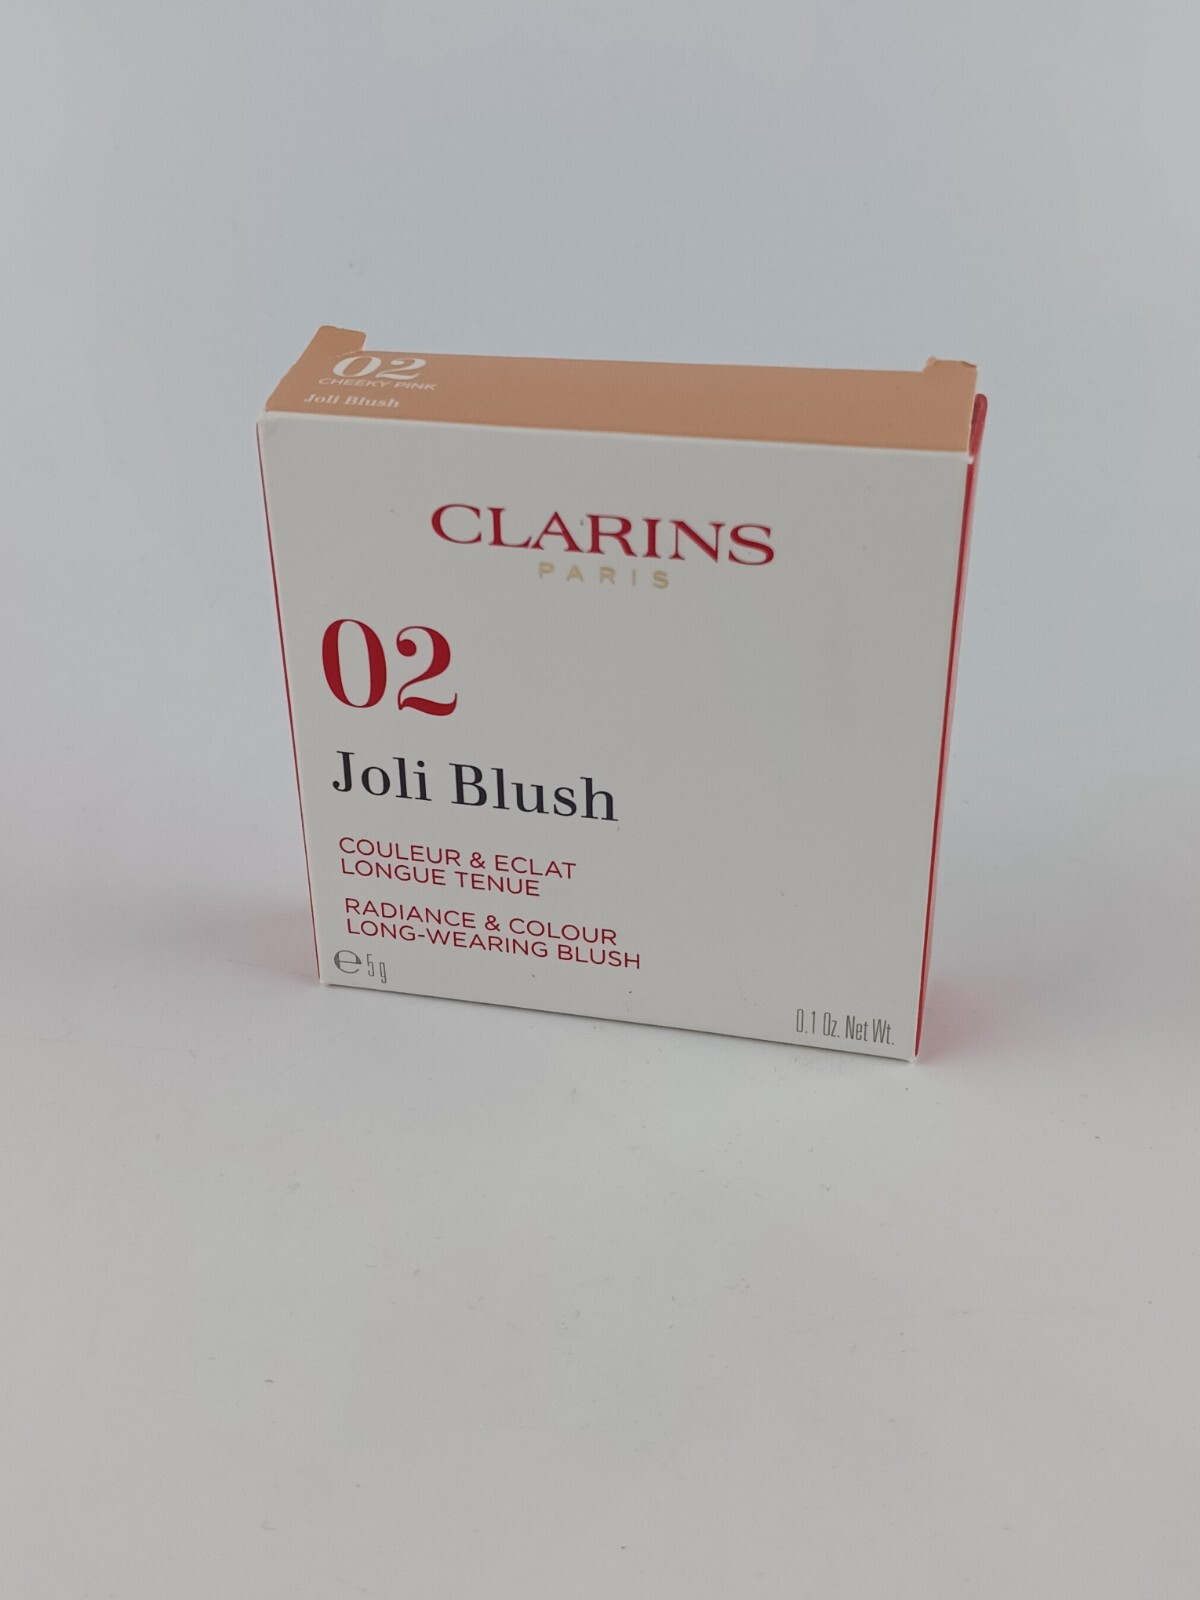 02
CHEEKY PINK
Joli Blush
CLARINS
PARIS
02
Joli Blush
COULEUR & ECLAT
LONGUE TENUE
RADIANCE & COLOUR
LONG-WEARING BLUSH
℮ 5 g
0.1 Oz. Net Wt.